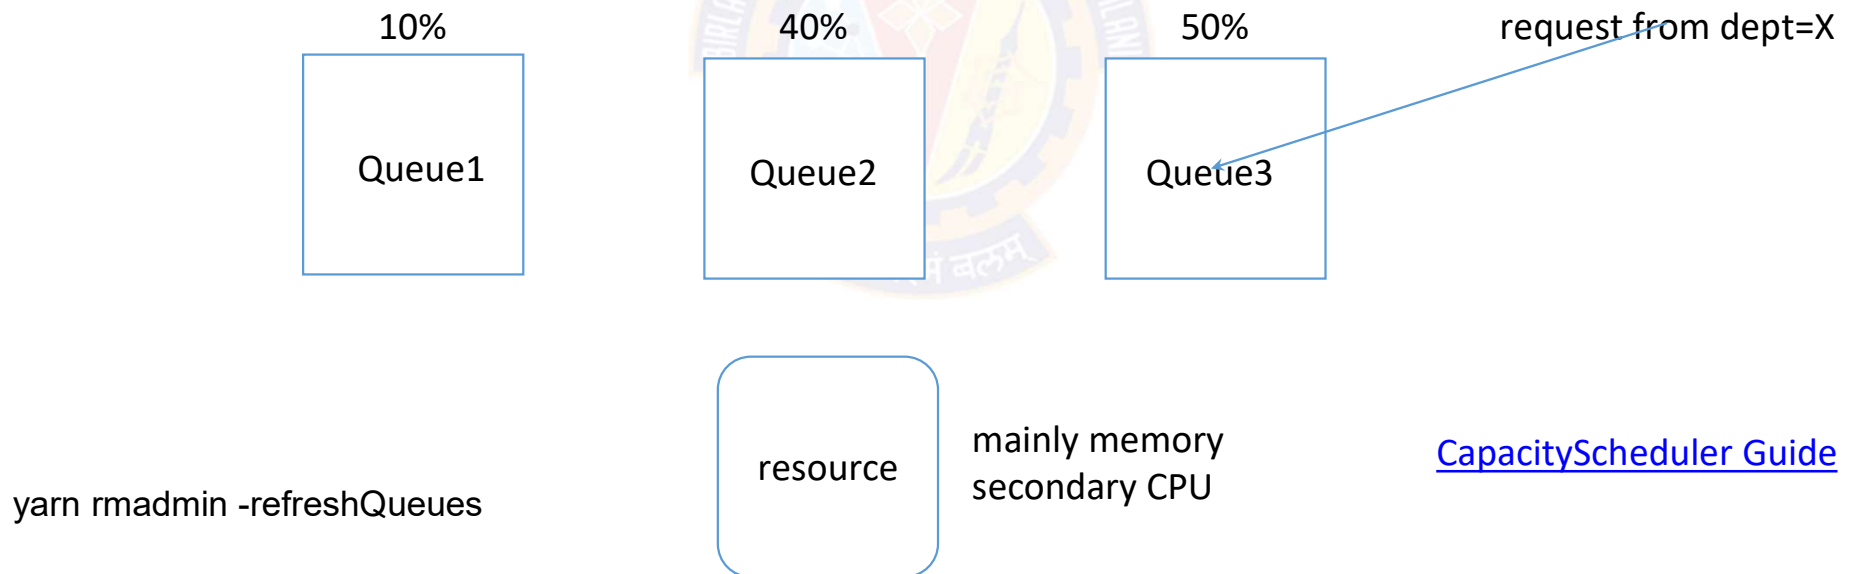 10%
40%
50%
request from dept=X
Queue1
Queue2
Queue3
resource
mainly memory
secondary CPU
CapacityScheduler Guide
yarn rmadmin -refreshQueues